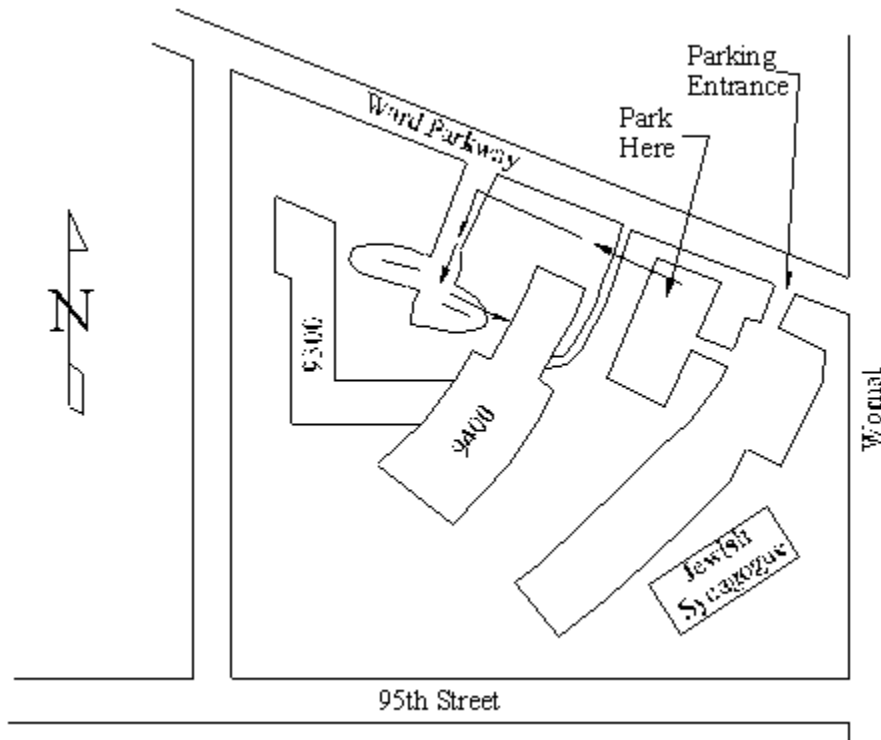 Parking
Entrance
Park
Here
Ward Parkway
N
9300
9400
Wornal
Jewish
Synagogue
95th Street